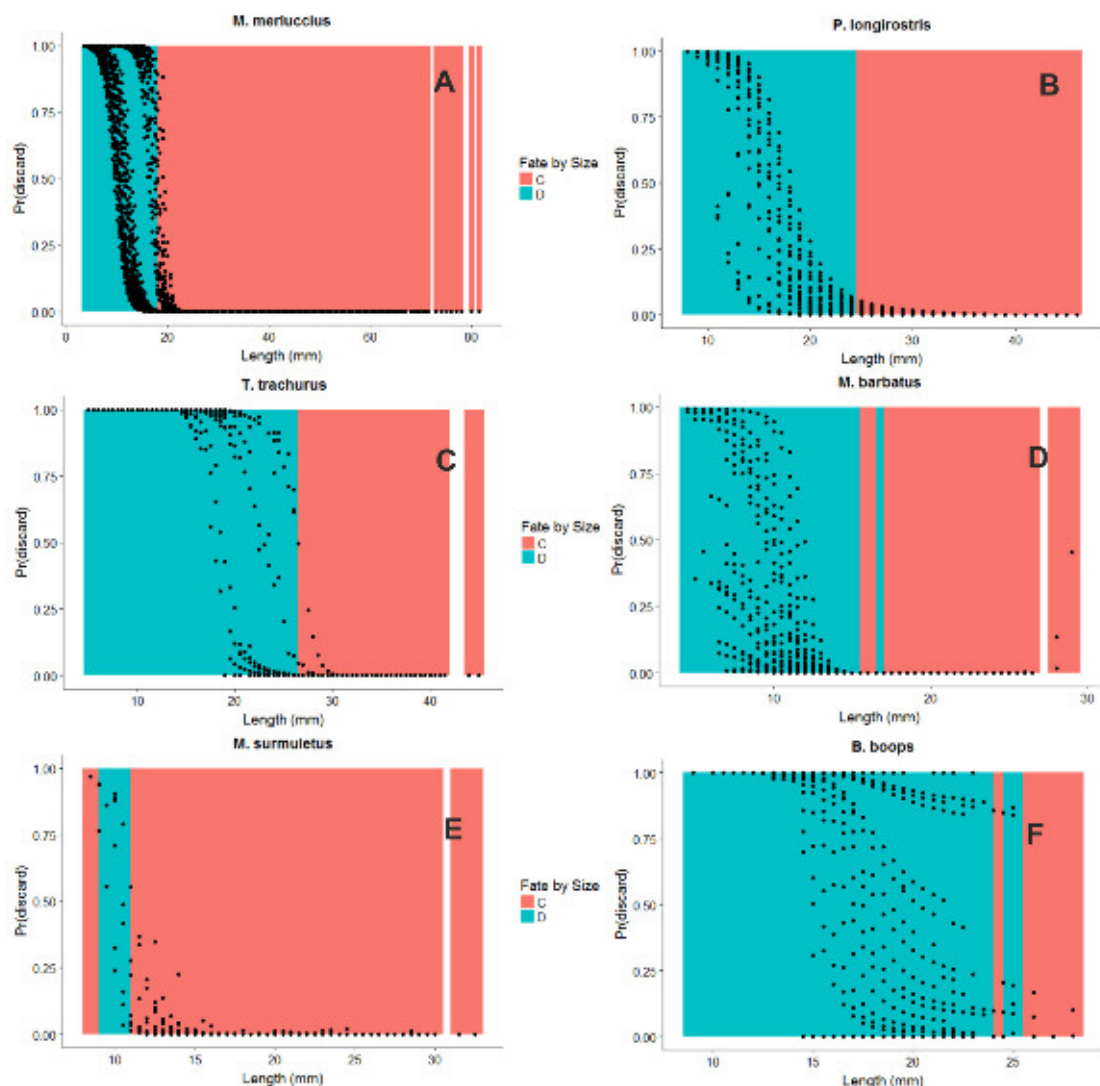 M. merluccius
P. longirostris
1.00
0.75
0.50
0.25
0.00
Pr(discard)
A
0
20
40
60
80
Length (mm)
Fate by Size
C
D
1.00
0.75
0.50
0.25
0.00
Pr(discard)
B
10
20
30
40
Length (mm)
T. trachurus
M. barbatus
1.00
0.75
0.50
0.25
0.00
Pr(discard)
C
10
20
30
40
Length (mm)
Fate by Size
C
D
1.00
0.75
0.50
0.25
0.00
Pr(discard)
D
10
20
30
Length (mm)
M. surmuletus
B. boops
1.00
0.75
0.50
0.25
0.00
Pr(discard)
E
10
15
20
25
30
Length (mm)
Fate by Size
C
D
1.00
0.75
0.50
0.25
0.00
Pr(discard)
F
10
15
20
25
Length (mm)